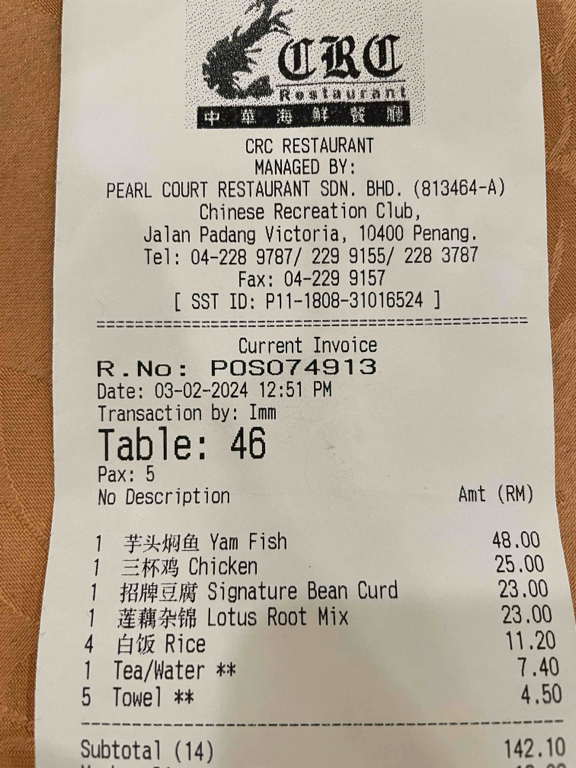 CRC
Restaurant
中華海鮮餐廳
CRC RESTAURANT
MANAGED BY:
PEARL COURT RESTAURANT SDN. BHD. (813464-A)
Chinese Recreation Club,
Jalan Padang Victoria, 10400 Penang.
Tel: 04-228 9787/ 229 9155/ 228 3787
Fax: 04-229 9157
[ SST ID: P11-1808-31016524 ]
Current Invoice
R.No: POS074913
Date: 03-02-2024 12:51 PM
Transaction by: Imm
Table: 46
Pax: 5
No Description Amt (RM)
1 芋头焖鱼 Yam Fish 48.00
1 三杯鸡 Chicken 25.00
1 招牌豆腐 Signature Bean Curd 23.00
1 莲藕杂锦 Lotus Root Mix 23.00
4 白饭 Rice 11.20
1 Tea/Water ** 7.40
5 Towel ** 4.50
Subtotal (14) 142.10